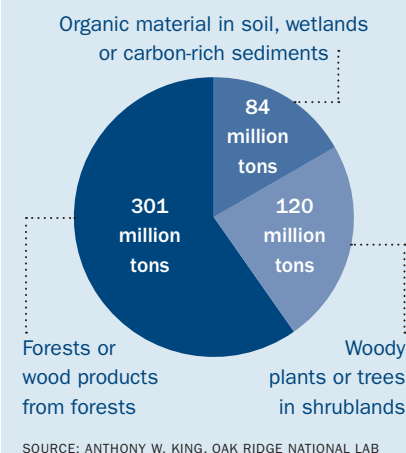 Organic material in soil, wetlands
or carbon-rich sediments
84
million
tons
301
million
tons
120
million
tons
Forests or
wood products
from forests
Woody
plants or trees
in shrublands
SOURCE: ANTHONY W. KING, OAK RIDGE NATIONAL LAB